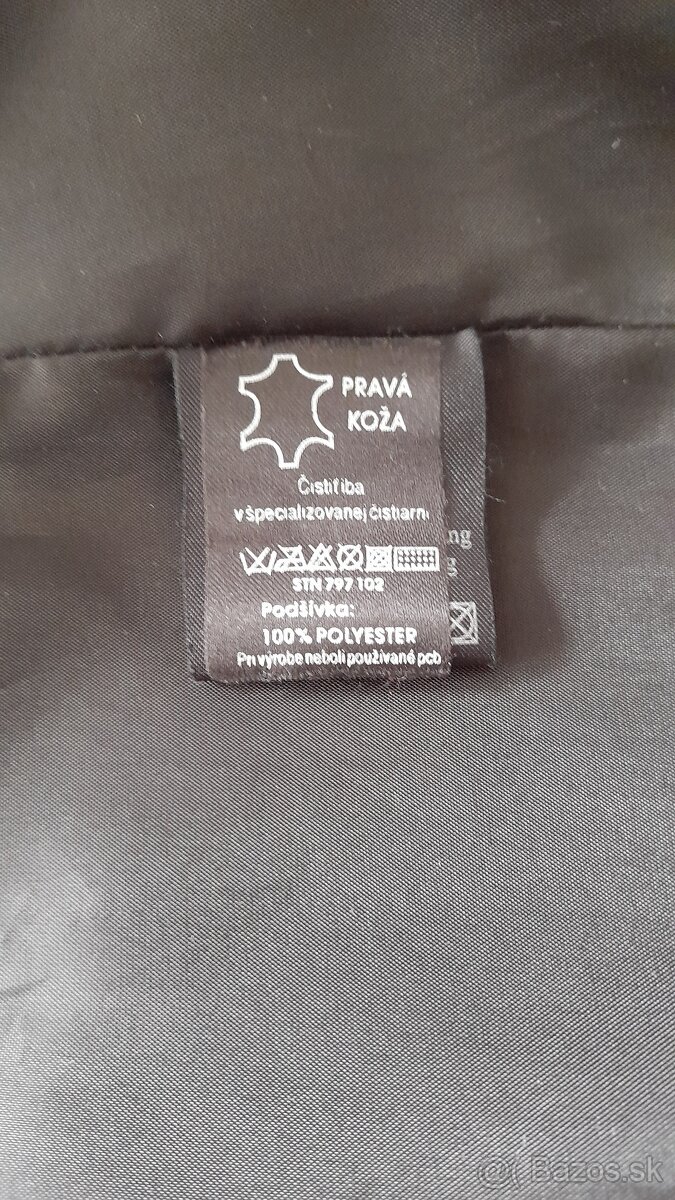 PRAVÁ
KOŽA
Čistiť iba
v špecializovanej čistiarni
ng
g
STN 797 102
Podšívka:
100% POLYESTER
Pri výrobe neboli používané pcb
@( Bazos.sk